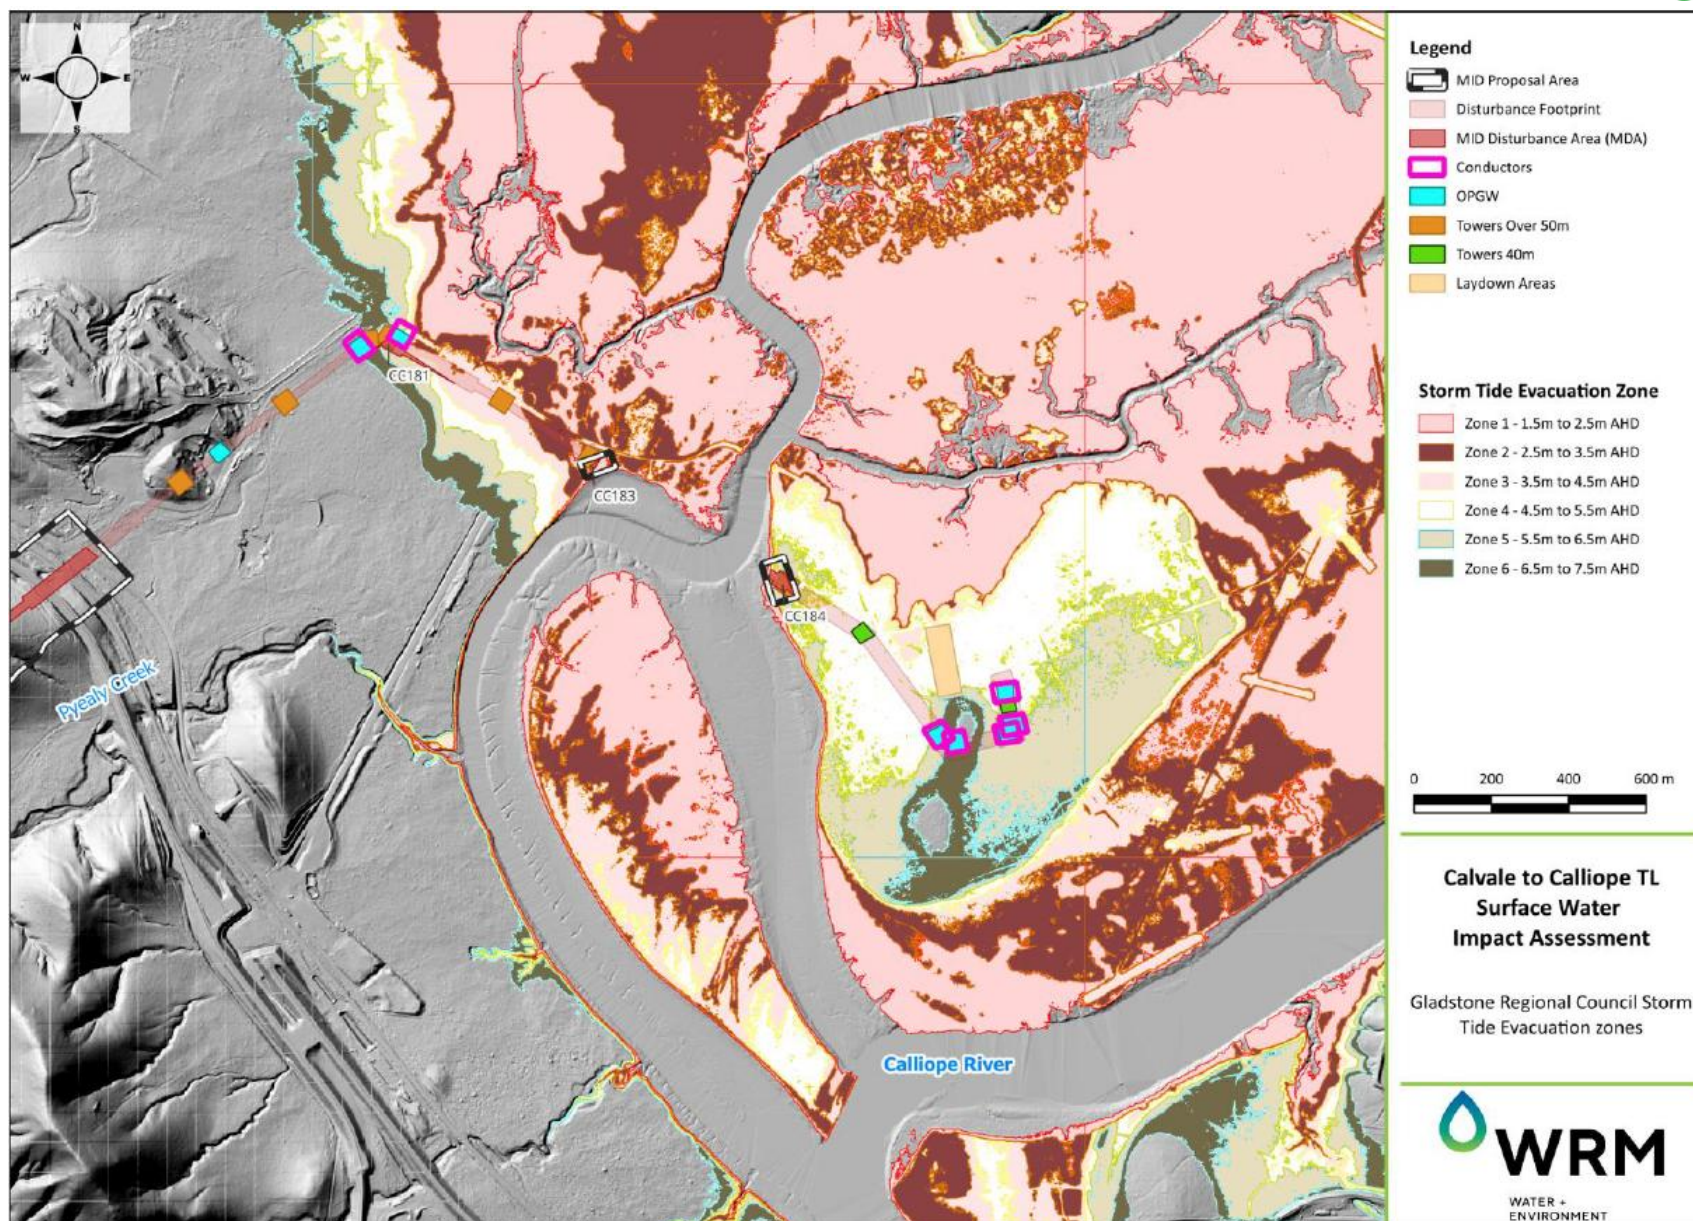 N
W
E
S
CC181
CC183
CC184
Pyealy Creek
Calliope River
Legend
MID Proposal Area
Disturbance Footprint
MID Disturbance Area (MDA)
Conductors
OPGW
Towers Over 50m
Towers 40m
Laydown Areas
Storm Tide Evacuation Zone
Zone 1 - 1.5m to 2.5m AHD
Zone 2 - 2.5m to 3.5m AHD
Zone 3 - 3.5m to 4.5m AHD
Zone 4 - 4.5m to 5.5m AHD
Zone 5 - 5.5m to 6.5m AHD
Zone 6 - 6.5m to 7.5m AHD
0 200 400 600 m
Calvale to Calliope TL
Surface Water
Impact Assessment
Gladstone Regional Council Storm
Tide Evacuation zones
WRM
WATER +
ENVIRONMENT